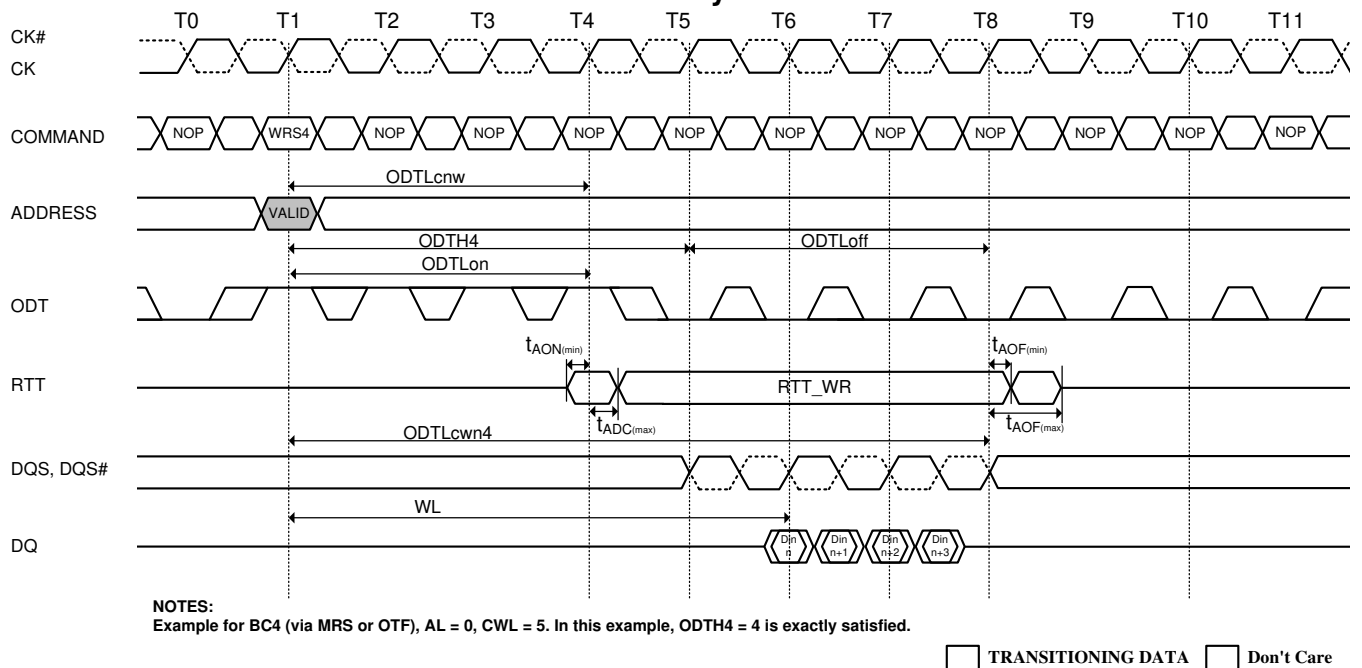 T0 T1 T2 T3 T4 T5 T6 T7 T8 T9 T10 T11
CK#
CK
COMMAND NOP WRS4 NOP NOP NOP NOP NOP NOP NOP NOP NOP NOP
ODTLcnw
ADDRESS VALID
ODTH4 ODTLoff
ODTLon
ODT
tAON(min) tAOF(min)
RTT RTT_WR
tADC(max) tAOF(max)
ODTLcwn4
DQS, DQS#
WL
DQ Din n Din n+1 Din n+2 Din n+3
NOTES:
Example for BC4 (via MRS or OTF), AL = 0, CWL = 5. In this example, ODTH4 = 4 is exactly satisfied.
TRANSITIONING DATA Don't Care